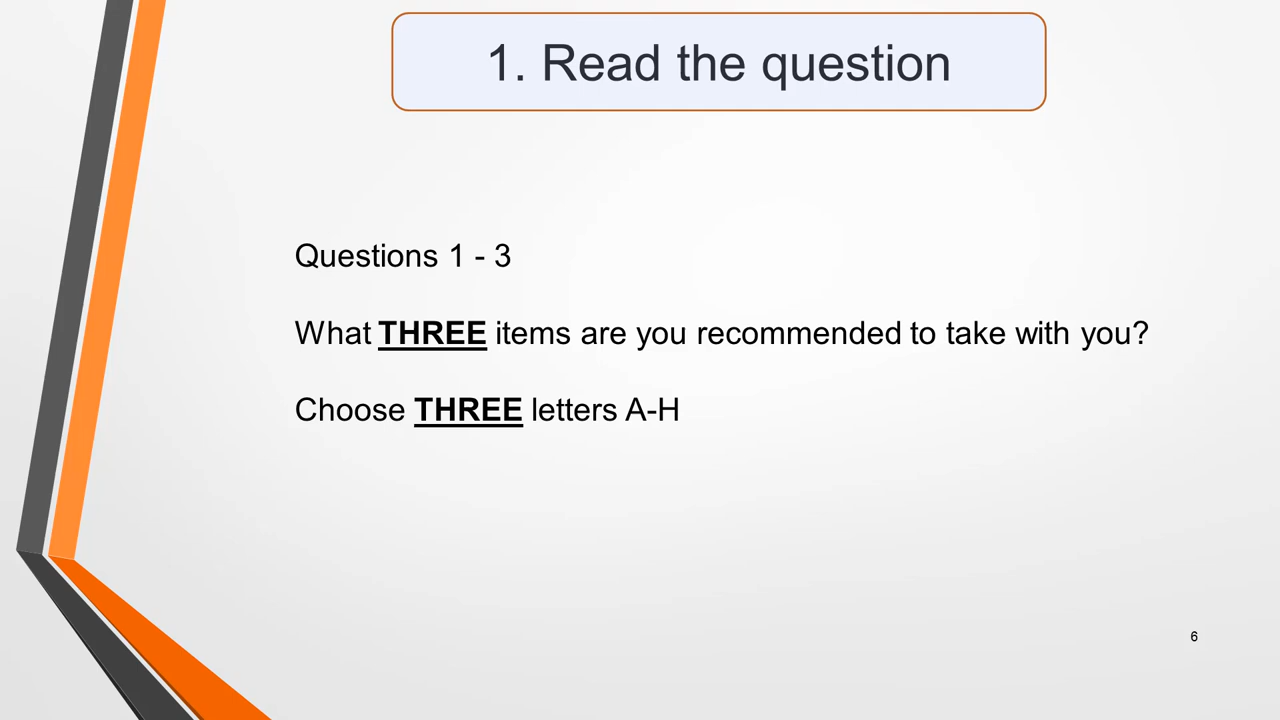 1. Read the question
Questions 1 - 3
What THREE items are you recommended to take with you?
Choose THREE letters A-H
6